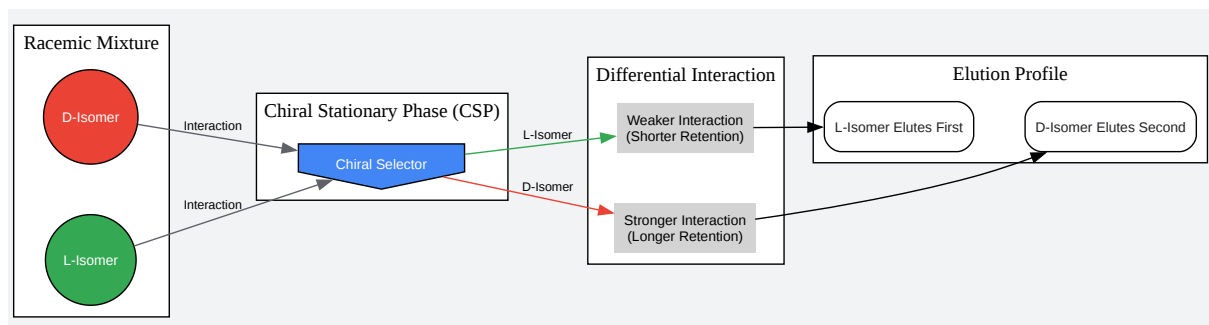 Racemic Mixture
D-Isomer
L-Isomer
Interaction
Interaction
Chiral Stationary Phase (CSP)
Chiral Selector
L-Isomer
D-Isomer
Differential Interaction
Weaker Interaction
(Shorter Retention)
Stronger Interaction
(Longer Retention)
Elution Profile
L-Isomer Elutes First
D-Isomer Elutes Second